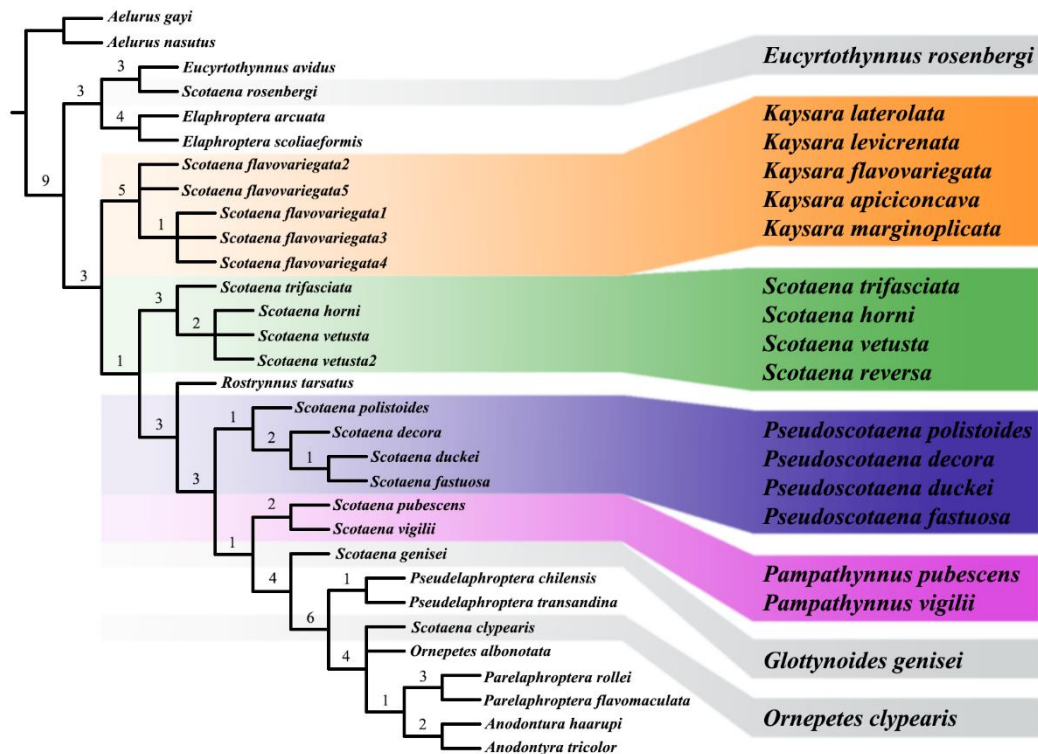 Aelurus gayi
Aelurus nasutus
3
Eucyrtothynnus avidus
3
Scotaena rosenbergi
4
Elaphroptera arcuata
Elaphroptera scoliaeformis
9
5
Scotaena flavovariegata2
Scotaena flavovariegata5
Scotaena flavovariegata1
1
Scotaena flavovariegata3
Scotaena flavovariegata4
3
3
Scotaena trifasciata
Scotaena horni
2
Scotaena vetusta
Scotaena vetusta2
1
Rostrynnus tarsatus
3
1
Scotaena polistoides
2
Scotaena decora
1
Scotaena duckei
Scotaena fastuosa
3
2
Scotaena pubescens
Scotaena vigilii
1
Scotaena genisei
4
1
Pseudelaphroptera chilensis
Pseudelaphroptera transandina
6
Scotaena clypearis
4
Ornepetes albonotata
3
Parelaphroptera rollei
Parelaphroptera flavomaculata
1
2
Anodontura haarupi
Anodontyra tricolor
Eucyrtothynnus rosenbergi
Kaysara laterolata
Kaysara levicrenata
Kaysara flavovariegata
Kaysara apiciconcava
Kaysara marginoplicata
Scotaena trifasciata
Scotaena horni
Scotaena vetusta
Scotaena reversa
Pseudoscotaena polistoides
Pseudoscotaena decora
Pseudoscotaena duckei
Pseudoscotaena fastuosa
Pampathynnus pubescens
Pampathynnus vigilii
Glottynoides genisei
Ornepetes clypearis